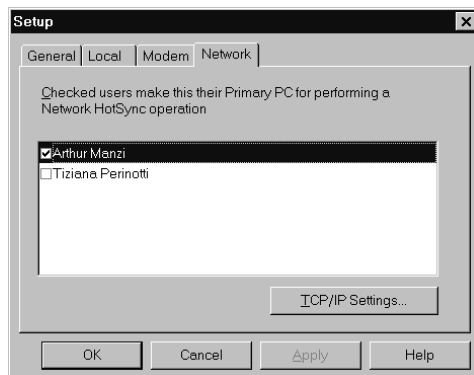 Setup
General Local Modem Network
Checked users make this their Primary PC for performing a
Network HotSync operation
Arthur Manzi
Tiziana Perinotti
TCP/IP Settings...
OK Cancel Apply Help